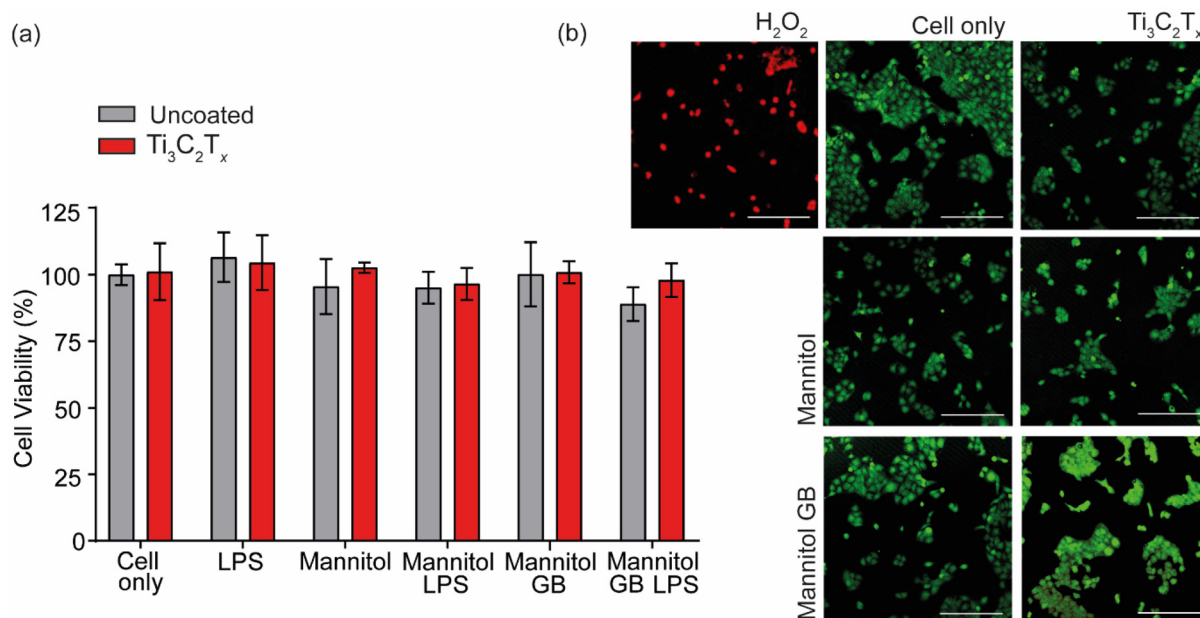 (a)
Uncoated
Ti₃C₂Tₓ
Cell Viability (%)
125
100
75
50
25
0
Cell only
LPS
Mannitol
Mannitol LPS
Mannitol GB
Mannitol GB LPS
(b)
H₂O₂
Cell only
Ti₃C₂Tₓ
Mannitol
Mannitol GB